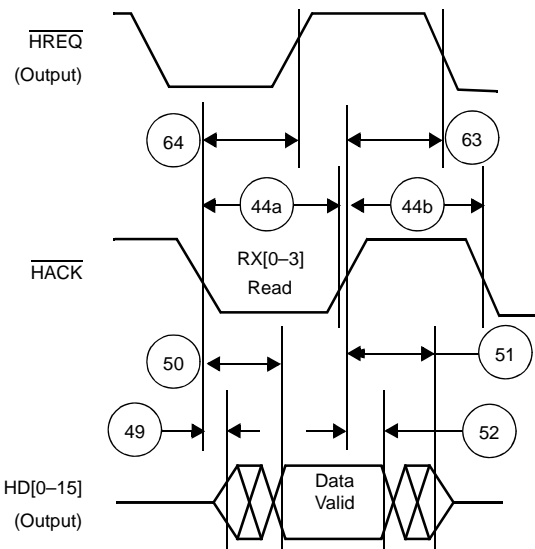 HREQ
(Output)
64
63
44a
44b
HACK
RX[0–3]
Read
50
51
49
52
HD[0–15]
(Output)
Data
Valid